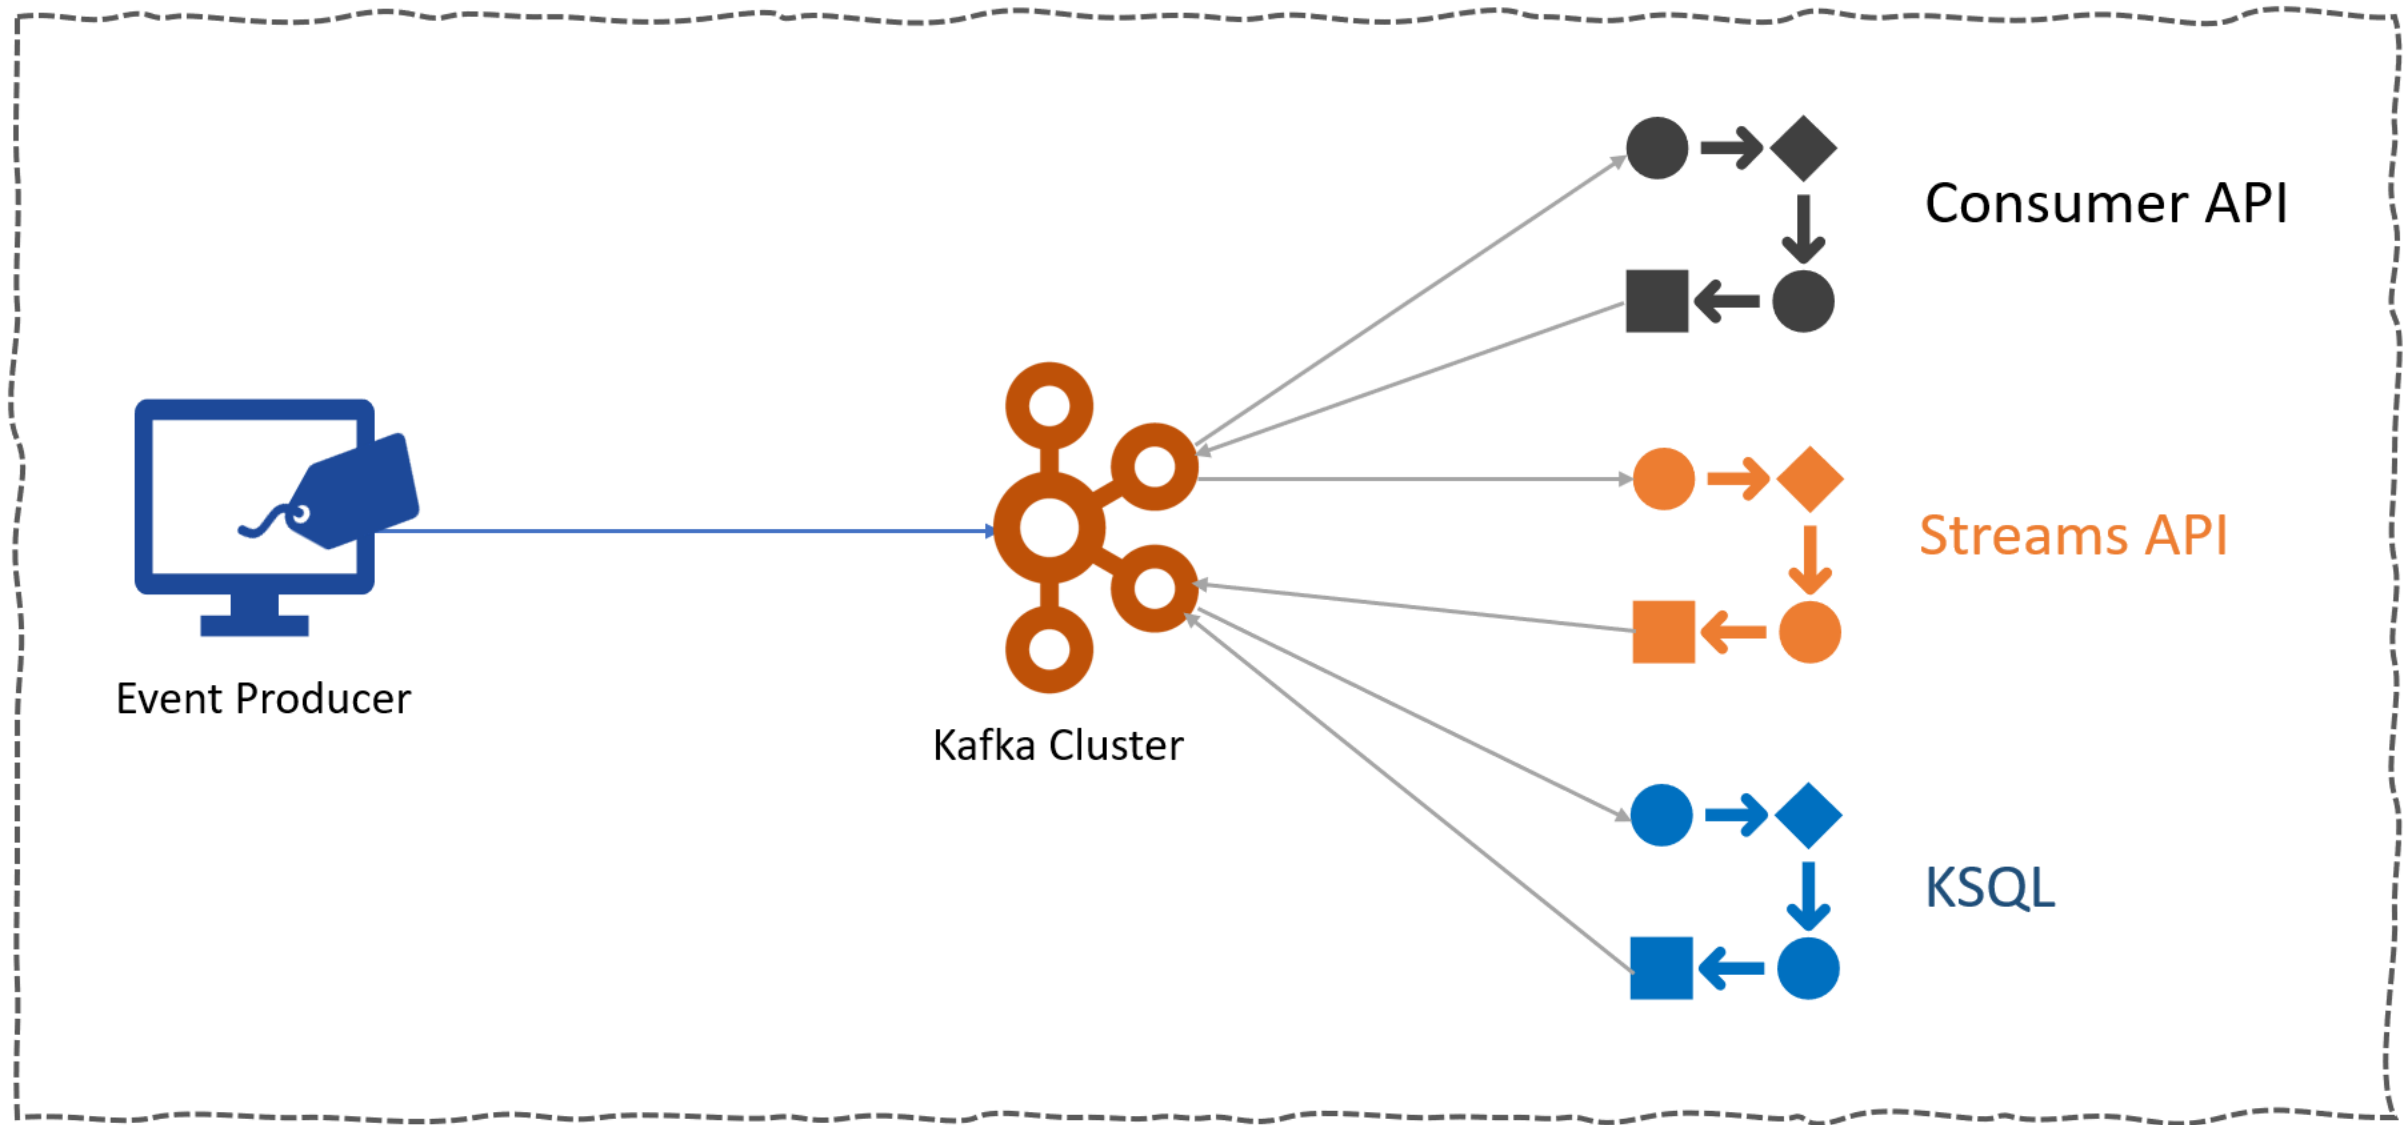 Consumer API
Streams API
Event Producer
Kafka Cluster
KSQL